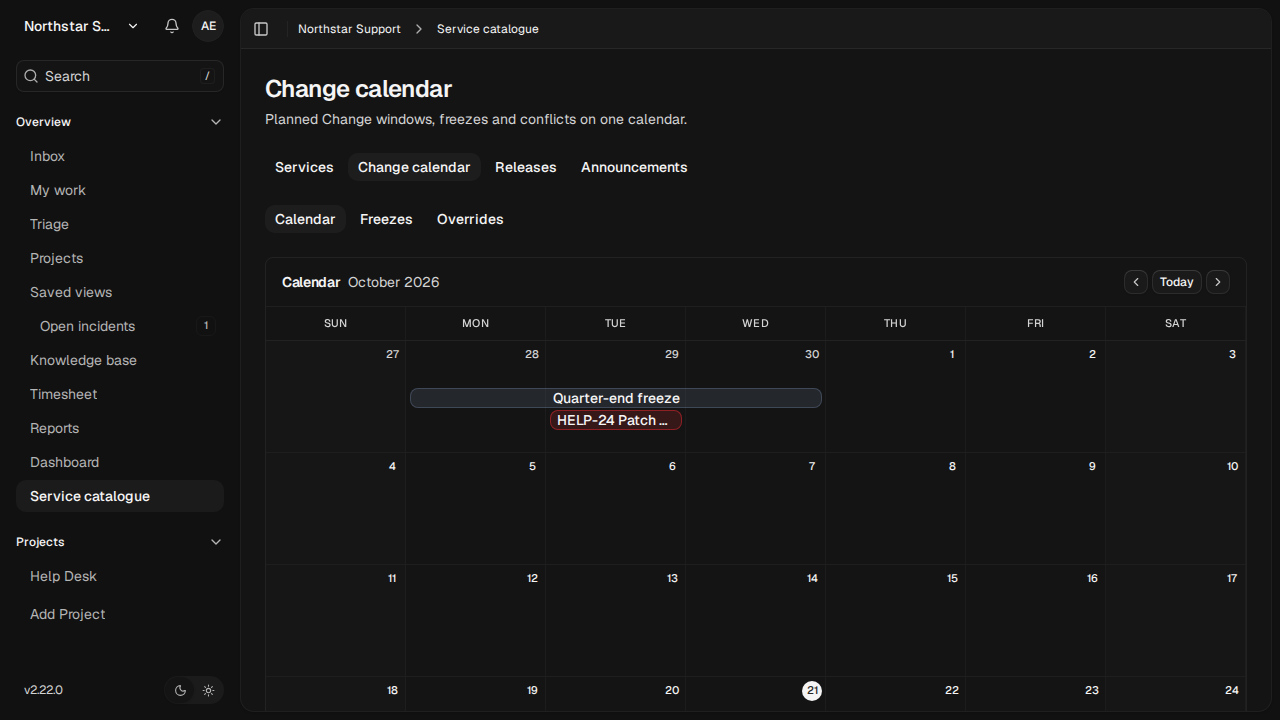 Northstar S...
AE
Search
/
Overview
Inbox
My work
Triage
Projects
Saved views
Open incidents
1
Knowledge base
Timesheet
Reports
Dashboard
Service catalogue
Projects
Help Desk
Add Project
v2.22.0
Northstar Support
Service catalogue
Change calendar
Planned Change windows, freezes and conflicts on one calendar.
Services Change calendar Releases Announcements
Calendar Freezes Overrides
Calendar October 2026
Today
SUN MON TUE WED THU FRI SAT
27 28 29 30 1 2 3
Quarter-end freeze
HELP-24 Patch ...
4 5 6 7 8 9 10
11 12 13 14 15 16 17
18 19 20 21 22 23 24